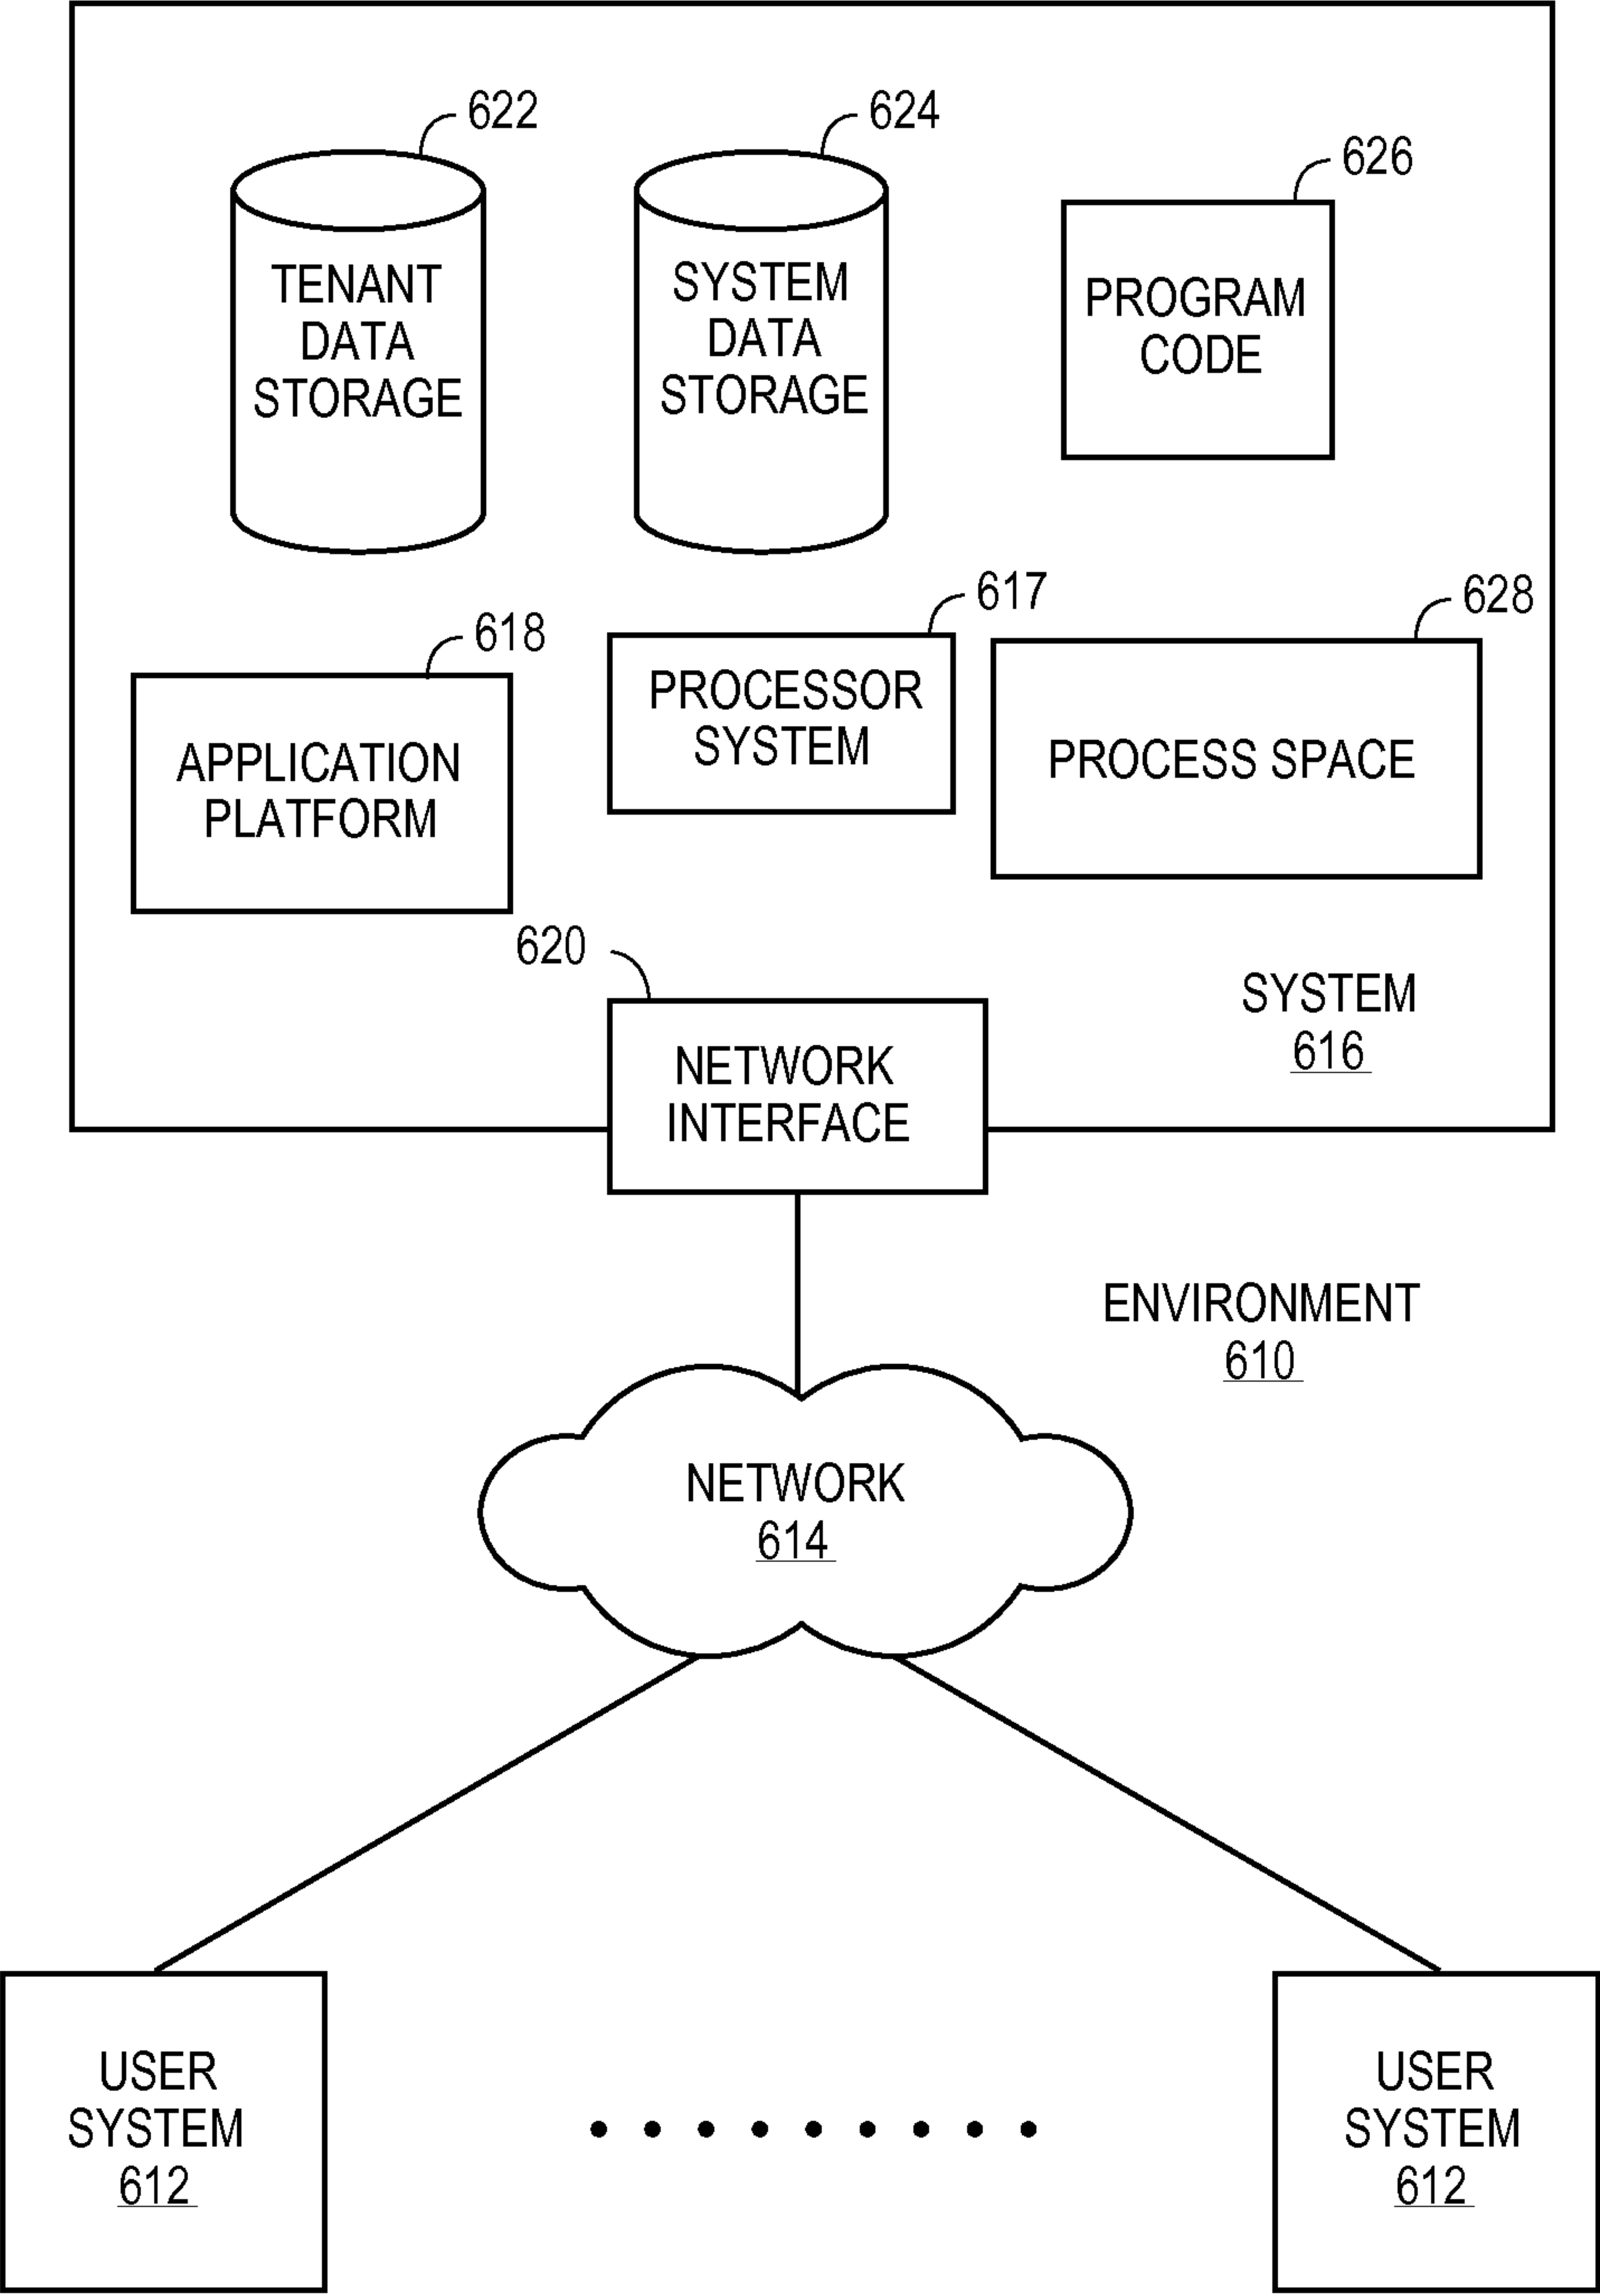 622
624
626
TENANT
DATA
STORAGE
SYSTEM
DATA
STORAGE
PROGRAM
CODE
618
617
628
APPLICATION
PLATFORM
PROCESSOR
SYSTEM
PROCESS SPACE
620
NETWORK
INTERFACE
SYSTEM
616
ENVIRONMENT
610
NETWORK
614
USER
SYSTEM
612
USER
SYSTEM
612